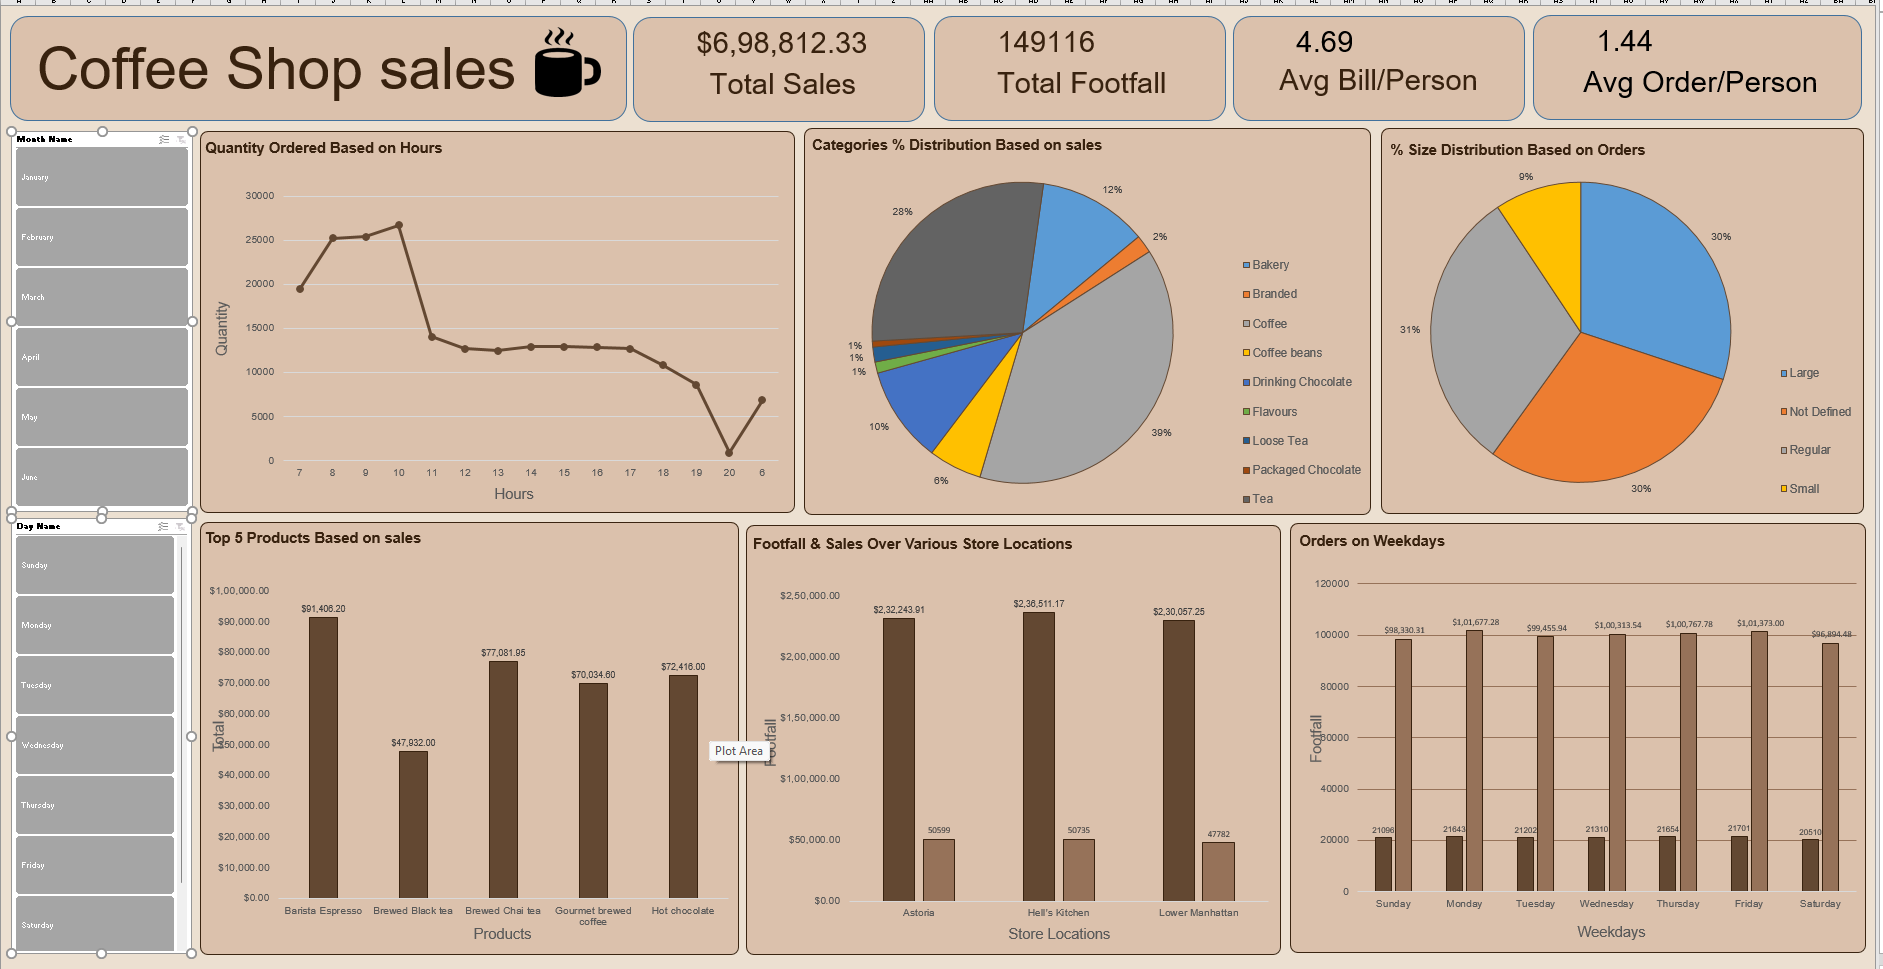 Coffee Shop sales
$6,98,812.33
Total Sales
149116
Total Footfall
4.69
Avg Bill/Person
1.44
Avg Order/Person
Month Name
January
February
March
April
May
June
Day Name
Sunday
Monday
Tuesday
Wednesday
Thursday
Friday
Saturday
Quantity Ordered Based on Hours
30000
25000
20000
15000
10000
5000
0
Quantity
7 8 9 10 11 12 13 14 15 16 17 18 19 20 6
Hours
Categories % Distribution Based on sales
12%
2%
39%
6%
10%
1%
1%
1%
28%
Bakery
Branded
Coffee
Coffee beans
Drinking Chocolate
Flavours
Loose Tea
Packaged Chocolate
Tea
% Size Distribution Based on Orders
9%
30%
31%
30%
Large
Not Defined
Regular
Small
Top 5 Products Based on sales
$1,00,000.00
$90,000.00
$80,000.00
$70,000.00
$60,000.00
$50,000.00
$40,000.00
$30,000.00
$20,000.00
$10,000.00
$0.00
Total
$91,406.20
$47,932.00
$77,081.95
$70,034.60
$72,416.00
Barista Espresso Brewed Black tea Brewed Chai tea Gourmet brewed Hot chocolate
coffee
Products
Plot Area
Footfall & Sales Over Various Store Locations
$2,50,000.00
$2,00,000.00
$1,50,000.00
$1,00,000.00
$50,000.00
$0.00
Footfall
$2,32,243.91
$2,36,511.17
$2,30,057.25
50599
50735
47782
Astoria Hell's Kitchen Lower Manhattan
Store Locations
Orders on Weekdays
120000
100000
80000
60000
40000
20000
0
Footfall
$98,330.31
$1,01,677.28
$99,455.94
$1,00,313.54
$1,00,767.78
$1,01,373.00
$96,894.48
21096
21643
21202
21310
21654
21701
20510
Sunday Monday Tuesday Wednesday Thursday Friday Saturday
Weekdays